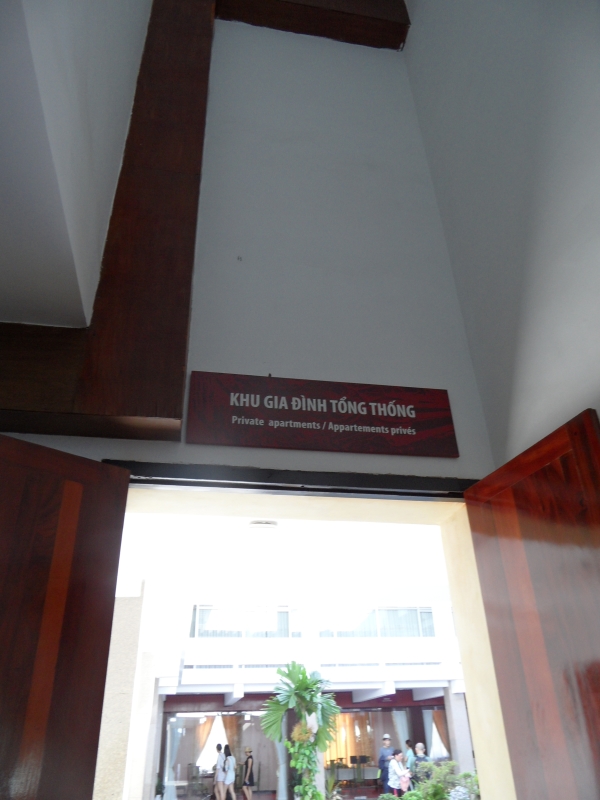 KHU GIA ĐÌNH TỔNG THỐNG
Private apartments / Appartements privés